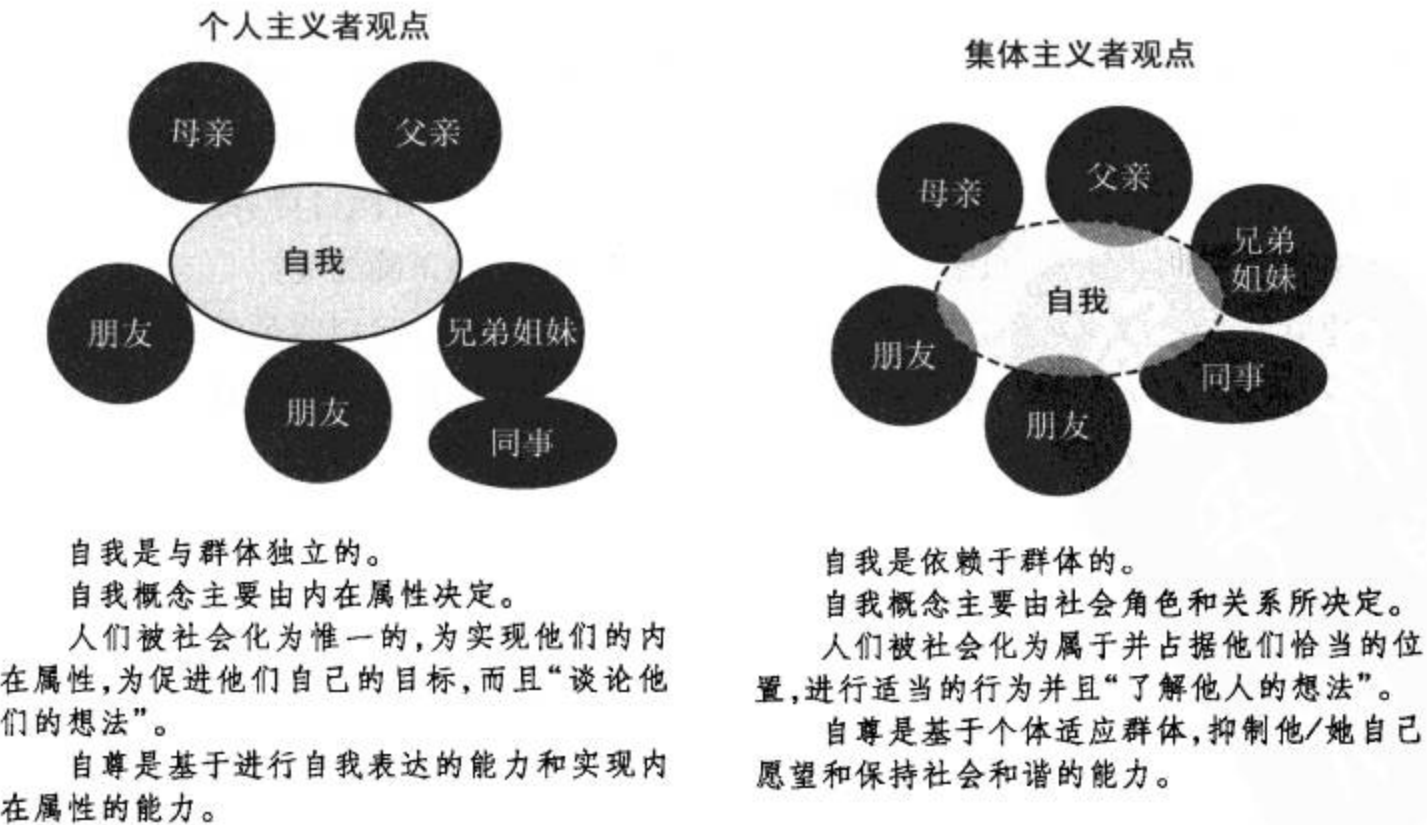 个人主义者观点
母亲
父亲
自我
朋友
兄弟姐妹
朋友
同事
自我是与群体独立的。
自我概念主要由内在属性决定。
人们被社会化为惟一的,为实现他们的内
在属性,为促进他们自己的目标,而且“谈论他
们的想法”。
自尊是基于进行自我表达的能力和实现内
在属性的能力。
集体主义者观点
母亲
父亲
兄弟
姐妹
自我
朋友
同事
朋友
自我是依赖于群体的。
自我概念主要由社会角色和关系所决定。
人们被社会化为属于并占据他们恰当的位
置,进行适当的行为并且“了解他人的想法”。
自尊是基于个体适应群体,抑制他/她自己
愿望和保持社会和谐的能力。